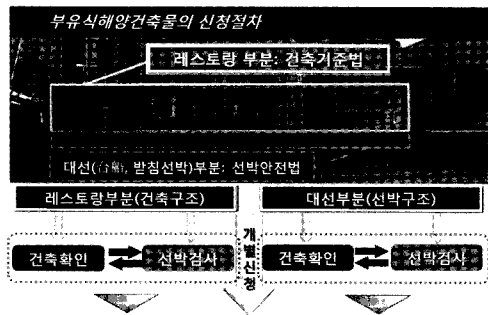 부유식해양건축물의 신청절차
레스토랑 부분: 건축기준법
대선(台船, 받침선박)부분: 선박안전법
레스토랑부분(건축구조)
대선부분(선박구조)
개별신청
건축확인
선박검사
건축확인
선박검사